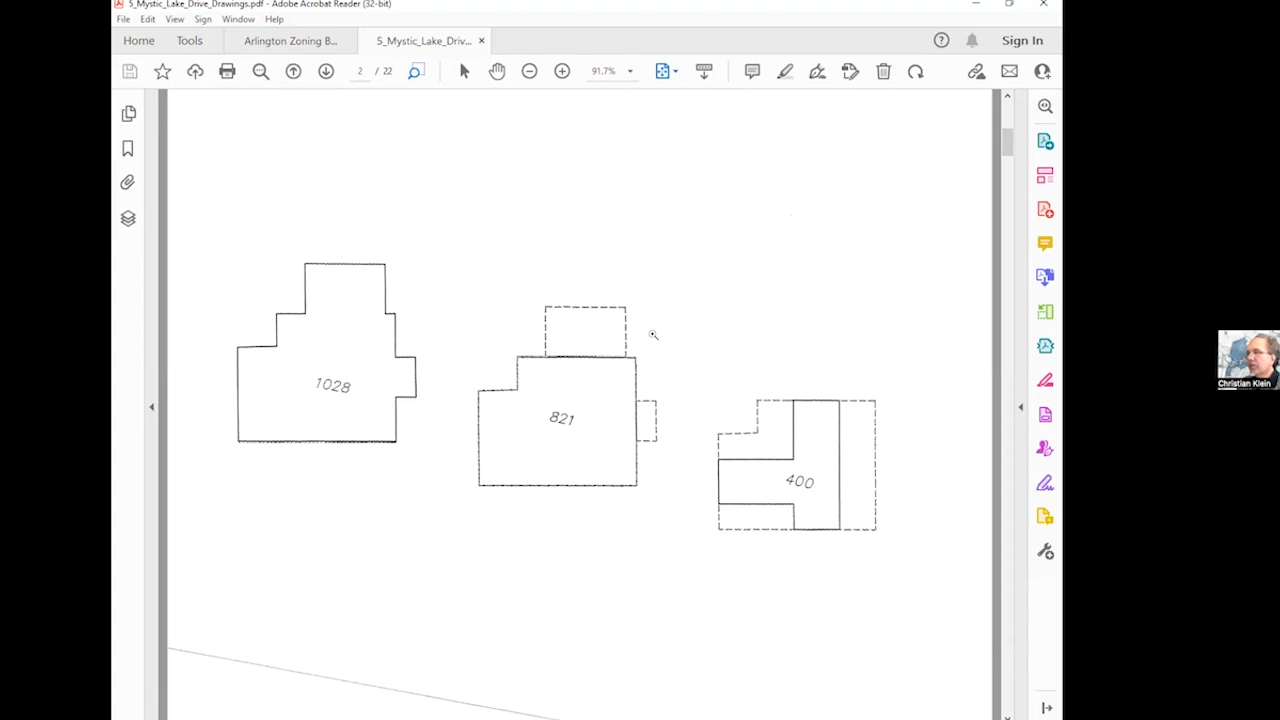 5_Mystic_Lake_Drive_Drawings.pdf - Adobe Acrobat Reader (32-bit)
File Edit View Sign Window Help
Home Tools Arlington Zoning B... 5_Mystic_Lake_Driv... × Sign In
2 / 22 91.7%
1028
821
400
Christian Klein